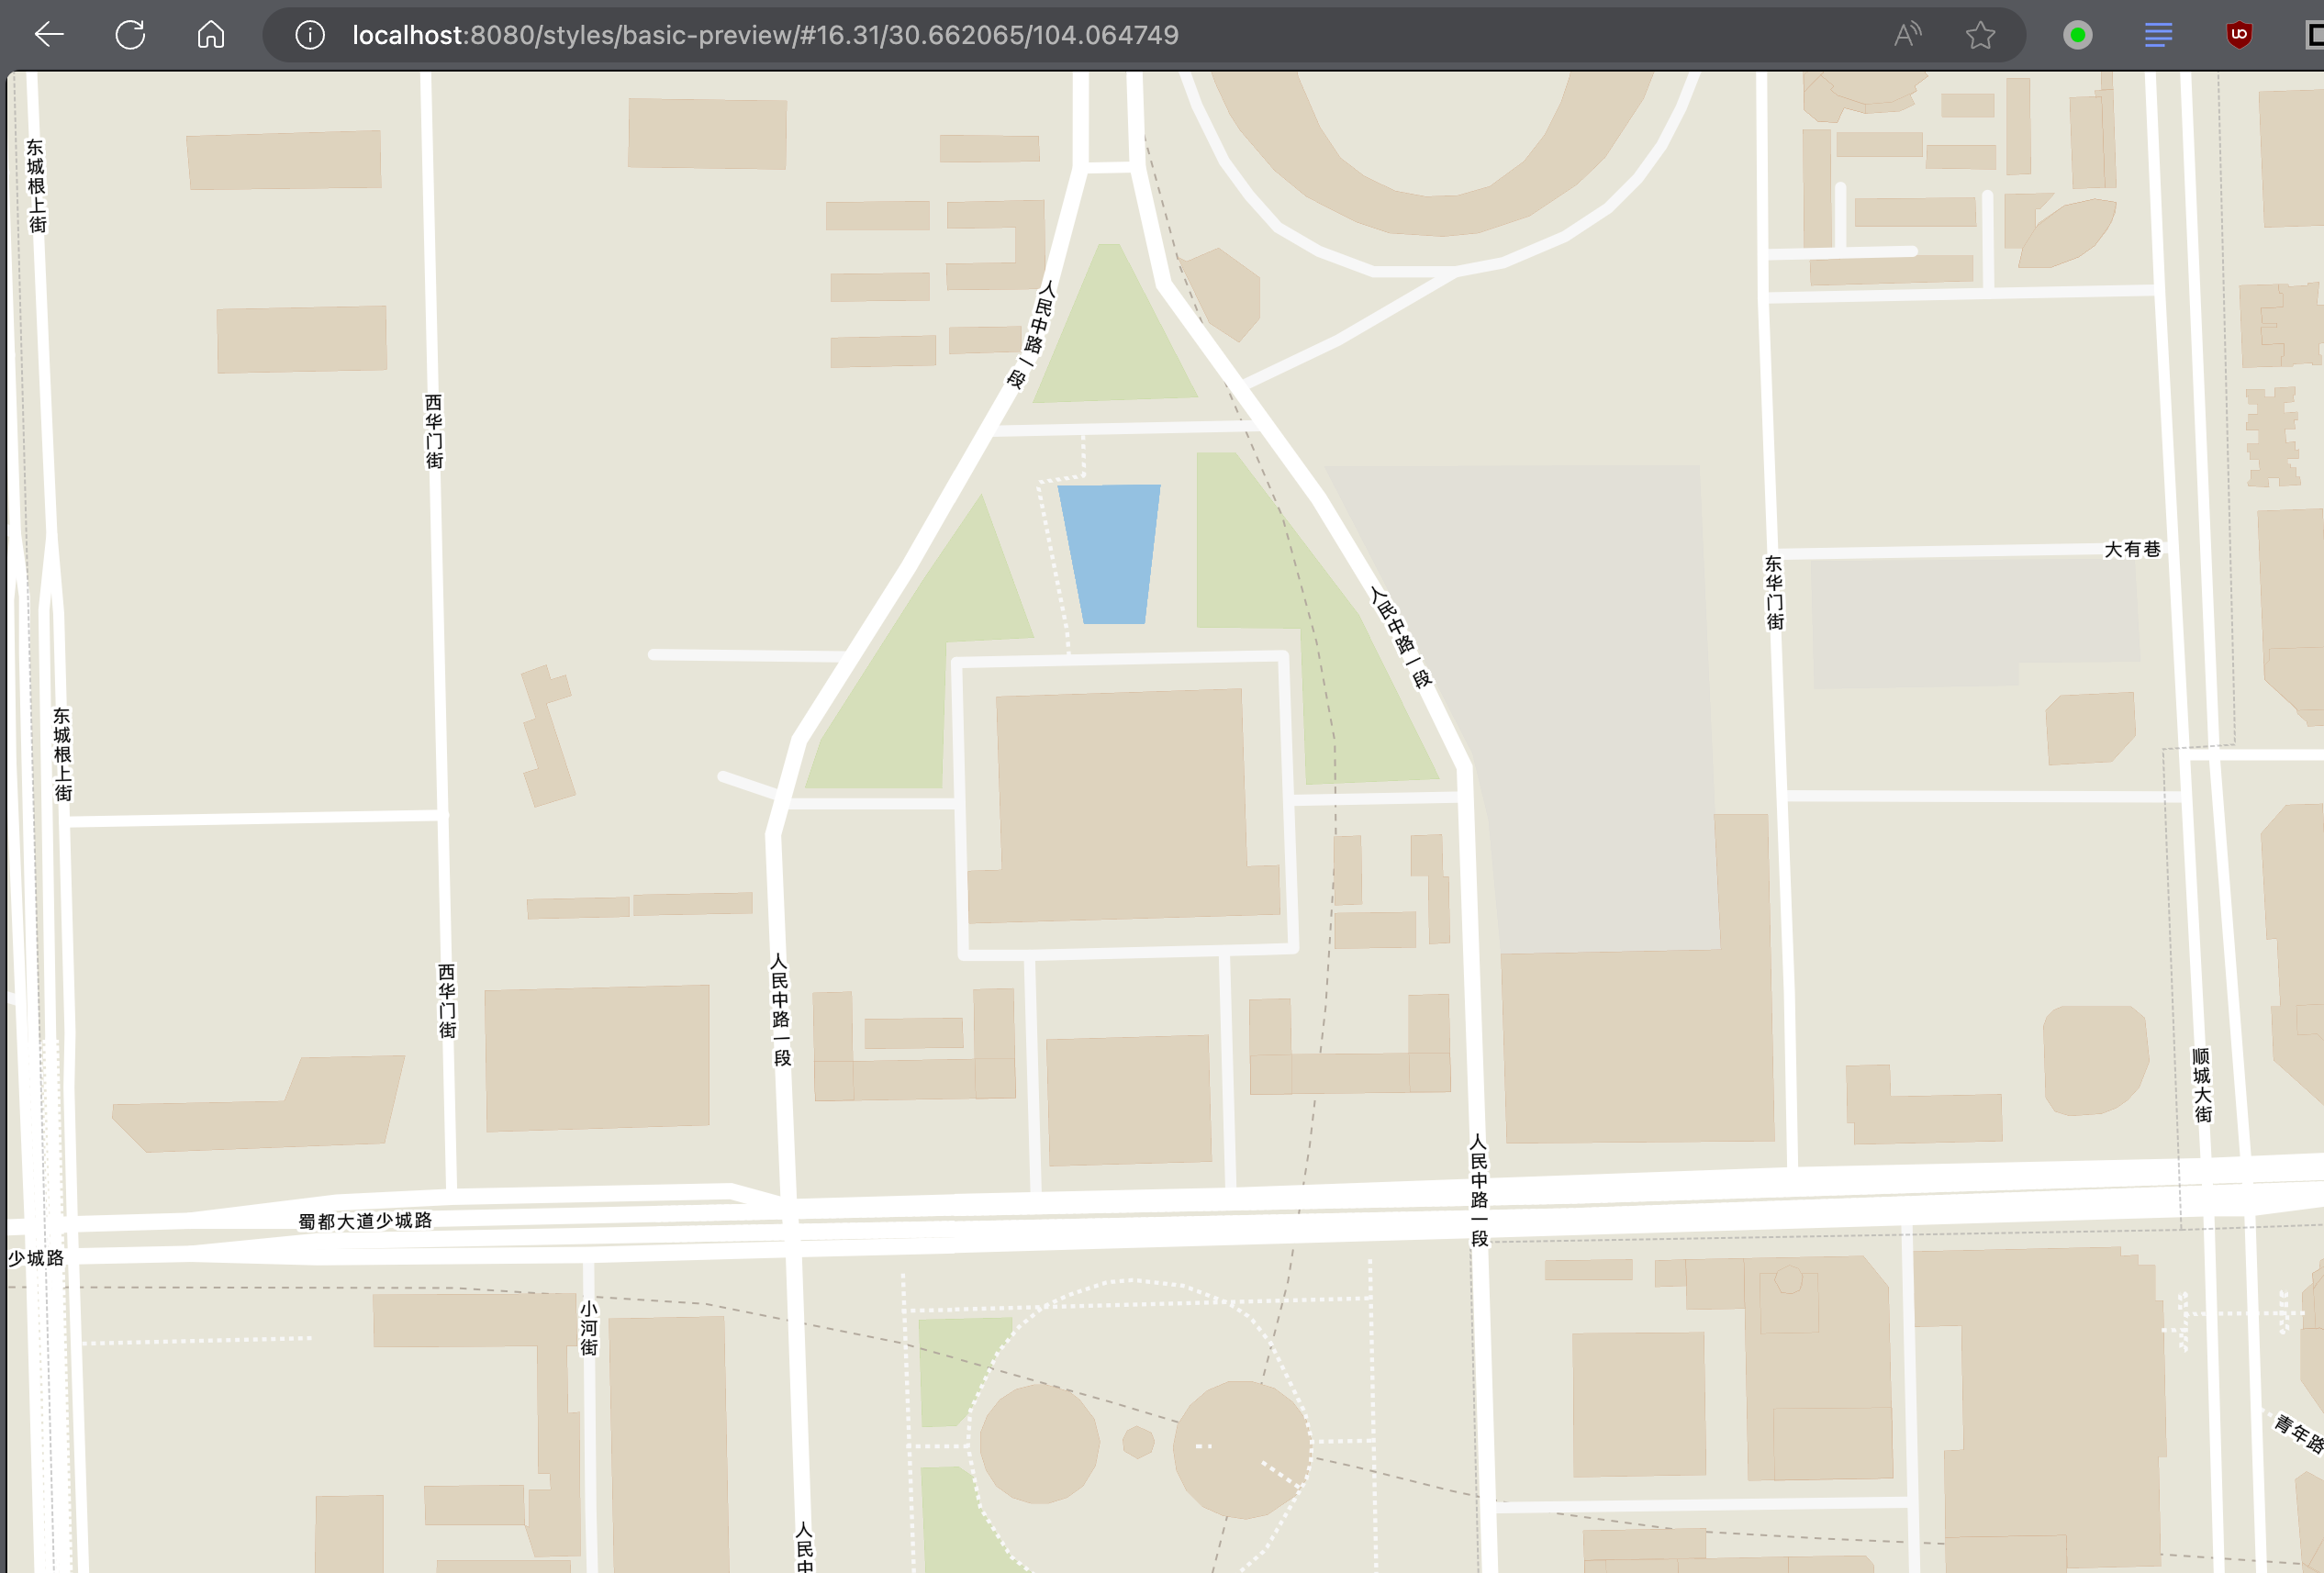 localhost:8080/styles/basic-preview/#16.31/30.662065/104.064749
东城根上街
人民中路一段
西华门街
大有巷
东华门街
人民中路一段
东城根上街
人民中路一段
西华门街
顺城大街
人民中路一段
蜀都大道少城路
少城路
小河街
青年路
人民中